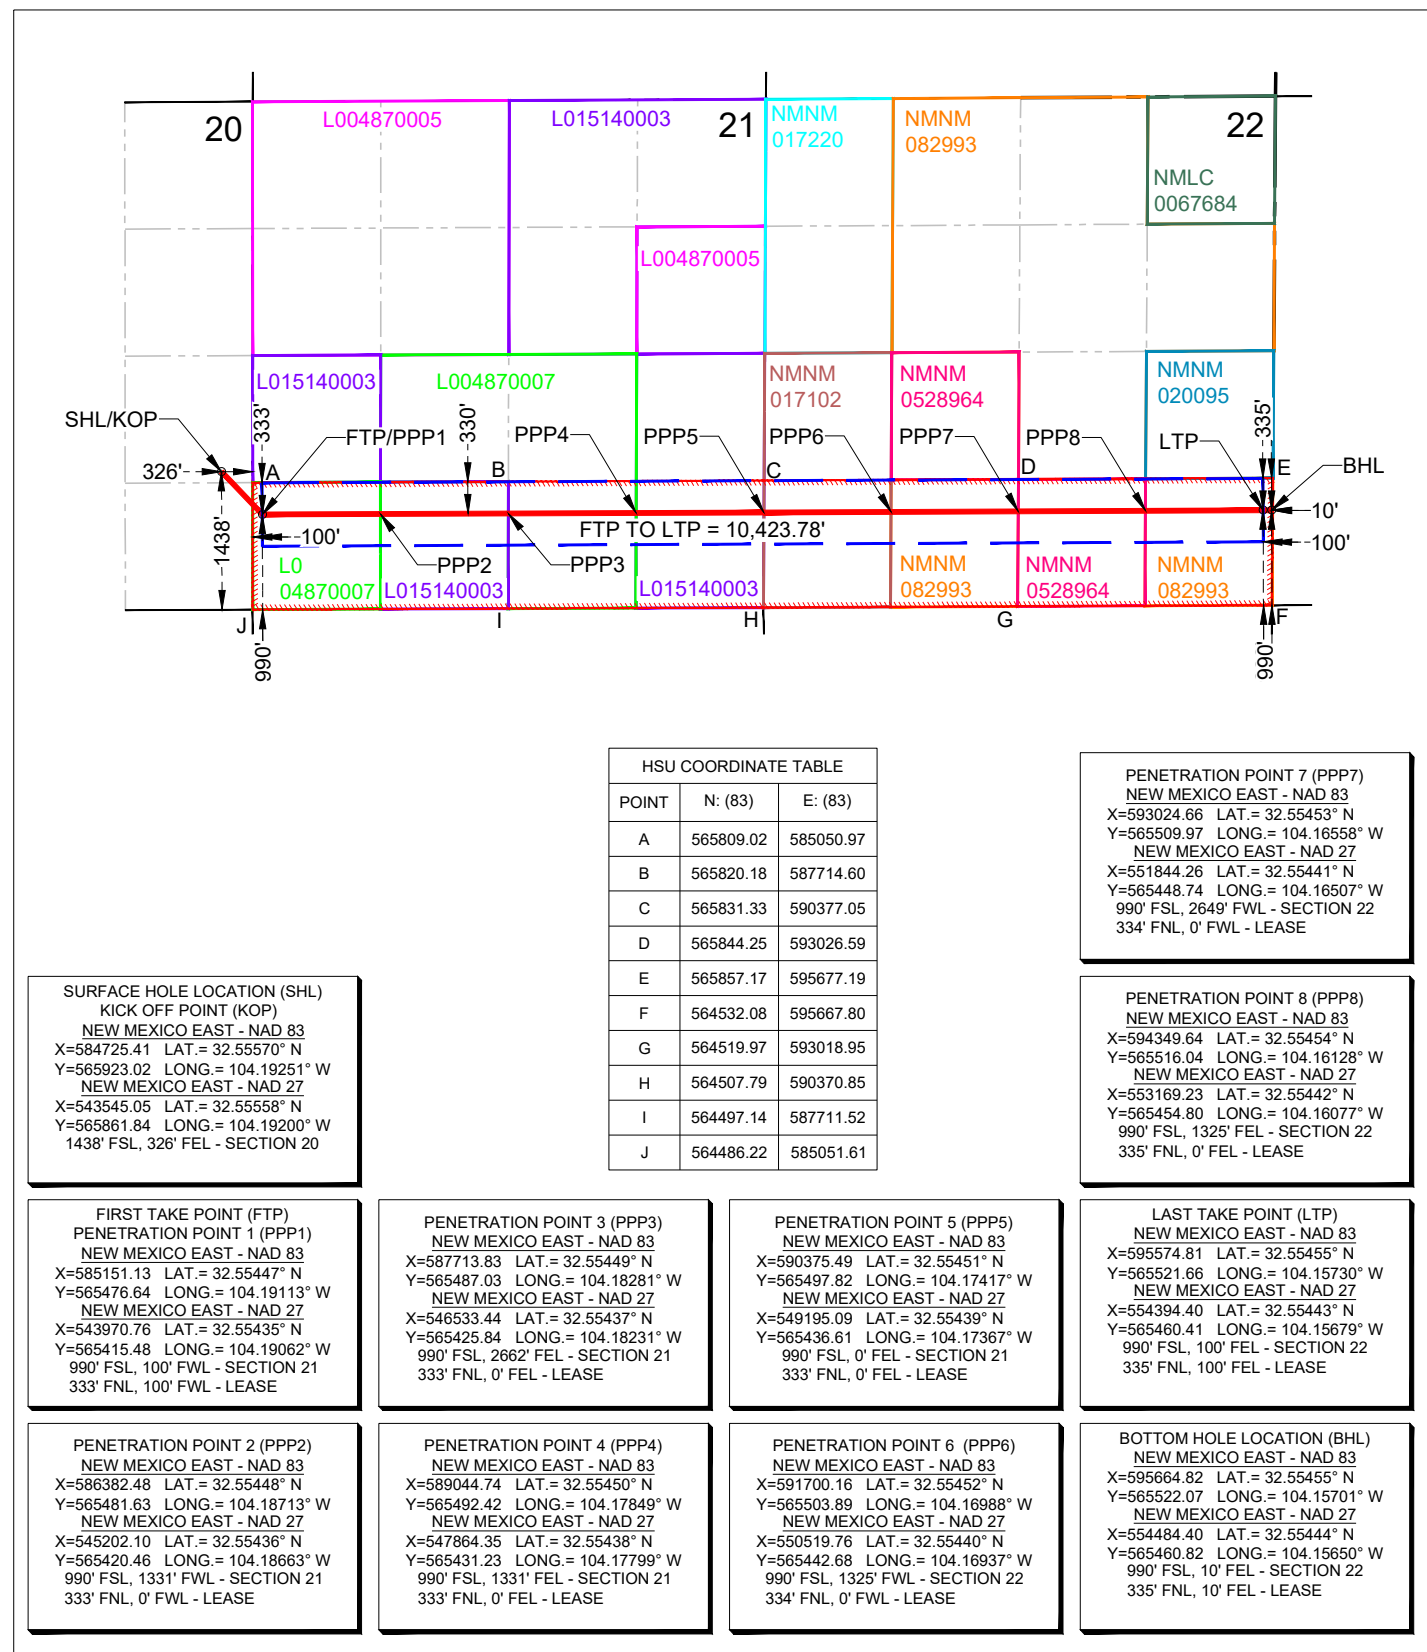 20
L004870005
L015140003
21
NMNM
017220
NMNM
082993
22
NMLC
0067684
L004870005
L015140003
L004870007
NMNM
017102
NMNM
0528964
NMNM
020095
SHL/KOP
333'
FTP/PPP1
330'
PPP4
PPP5
PPP6
PPP7
PPP8
LTP
335'
326'
A
B
C
D
E
BHL
1438'
100'
FTP TO LTP = 10,423.78'
10'
100'
L0
04870007
PPP2
L015140003
PPP3
L015140003
NMNM
082993
NMNM
0528964
NMNM
082993
J
I
H
G
F
990'
990'
HSU COORDINATE TABLE
POINT N: (83) E: (83)
A 565809.02 585050.97
B 565820.18 587714.60
C 565831.33 590377.05
D 565844.25 593026.59
E 565857.17 595677.19
F 564532.08 595667.80
G 564519.97 593018.95
H 564507.79 590370.85
I 564497.14 587711.52
J 564486.22 585051.61
PENETRATION POINT 7 (PPP7)
NEW MEXICO EAST - NAD 83
X=593024.66 LAT.= 32.55453° N
Y=565509.97 LONG.= 104.16558° W
NEW MEXICO EAST - NAD 27
X=551844.26 LAT.= 32.55441° N
Y=565448.74 LONG.= 104.16507° W
990' FSL, 2649' FWL - SECTION 22
334' FNL, 0' FWL - LEASE
SURFACE HOLE LOCATION (SHL)
KICK OFF POINT (KOP)
NEW MEXICO EAST - NAD 83
X=584725.41 LAT.= 32.55570° N
Y=565923.02 LONG.= 104.19251° W
NEW MEXICO EAST - NAD 27
X=543545.05 LAT.= 32.55558° N
Y=565861.84 LONG.= 104.19200° W
1438' FSL, 326' FEL - SECTION 20
PENETRATION POINT 8 (PPP8)
NEW MEXICO EAST - NAD 83
X=594349.64 LAT.= 32.55454° N
Y=565516.04 LONG.= 104.16128° W
NEW MEXICO EAST - NAD 27
X=553169.23 LAT.= 32.55442° N
Y=565454.80 LONG.= 104.16077° W
990' FSL, 1325' FEL - SECTION 22
335' FNL, 0' FEL - LEASE
FIRST TAKE POINT (FTP)
PENETRATION POINT 1 (PPP1)
NEW MEXICO EAST - NAD 83
X=585151.13 LAT.= 32.55447° N
Y=565476.64 LONG.= 104.19113° W
NEW MEXICO EAST - NAD 27
X=543970.76 LAT.= 32.55435° N
Y=565415.48 LONG.= 104.19062° W
990' FSL, 100' FWL - SECTION 21
333' FNL, 100' FWL - LEASE
PENETRATION POINT 3 (PPP3)
NEW MEXICO EAST - NAD 83
X=587713.83 LAT.= 32.55449° N
Y=565487.03 LONG.= 104.18281° W
NEW MEXICO EAST - NAD 27
X=546533.44 LAT.= 32.55437° N
Y=565425.84 LONG.= 104.18231° W
990' FSL, 2662' FEL - SECTION 21
333' FNL, 0' FEL - LEASE
PENETRATION POINT 5 (PPP5)
NEW MEXICO EAST - NAD 83
X=590375.49 LAT.= 32.55451° N
Y=565497.82 LONG.= 104.17417° W
NEW MEXICO EAST - NAD 27
X=549195.09 LAT.= 32.55439° N
Y=565436.61 LONG.= 104.17367° W
990' FSL, 0' FEL - SECTION 21
333' FNL, 0' FEL - LEASE
LAST TAKE POINT (LTP)
NEW MEXICO EAST - NAD 83
X=595574.81 LAT.= 32.55455° N
Y=565521.66 LONG.= 104.15730° W
NEW MEXICO EAST - NAD 27
X=554394.40 LAT.= 32.55443° N
Y=565460.41 LONG.= 104.15679° W
990' FSL, 100' FEL - SECTION 22
335' FNL, 100' FEL - LEASE
PENETRATION POINT 2 (PPP2)
NEW MEXICO EAST - NAD 83
X=586382.48 LAT.= 32.55448° N
Y=565481.63 LONG.= 104.18713° W
NEW MEXICO EAST - NAD 27
X=545202.10 LAT.= 32.55436° N
Y=565420.46 LONG.= 104.18663° W
990' FSL, 1331' FWL - SECTION 21
333' FNL, 0' FWL - LEASE
PENETRATION POINT 4 (PPP4)
NEW MEXICO EAST - NAD 83
X=589044.74 LAT.= 32.55450° N
Y=565492.42 LONG.= 104.17849° W
NEW MEXICO EAST - NAD 27
X=547864.35 LAT.= 32.55438° N
Y=565431.23 LONG.= 104.17799° W
990' FSL, 1331' FEL - SECTION 21
333' FNL, 0' FEL - LEASE
PENETRATION POINT 6 (PPP6)
NEW MEXICO EAST - NAD 83
X=591700.16 LAT.= 32.55452° N
Y=565503.89 LONG.= 104.16988° W
NEW MEXICO EAST - NAD 27
X=550519.76 LAT.= 32.55440° N
Y=565442.68 LONG.= 104.16937° W
990' FSL, 1325' FWL - SECTION 22
334' FNL, 0' FWL - LEASE
BOTTOM HOLE LOCATION (BHL)
NEW MEXICO EAST - NAD 83
X=595664.82 LAT.= 32.55455° N
Y=565522.07 LONG.= 104.15701° W
NEW MEXICO EAST - NAD 27
X=554484.40 LAT.= 32.55444° N
Y=565460.82 LONG.= 104.15650° W
990' FSL, 10' FEL - SECTION 22
335' FNL, 10' FEL - LEASE